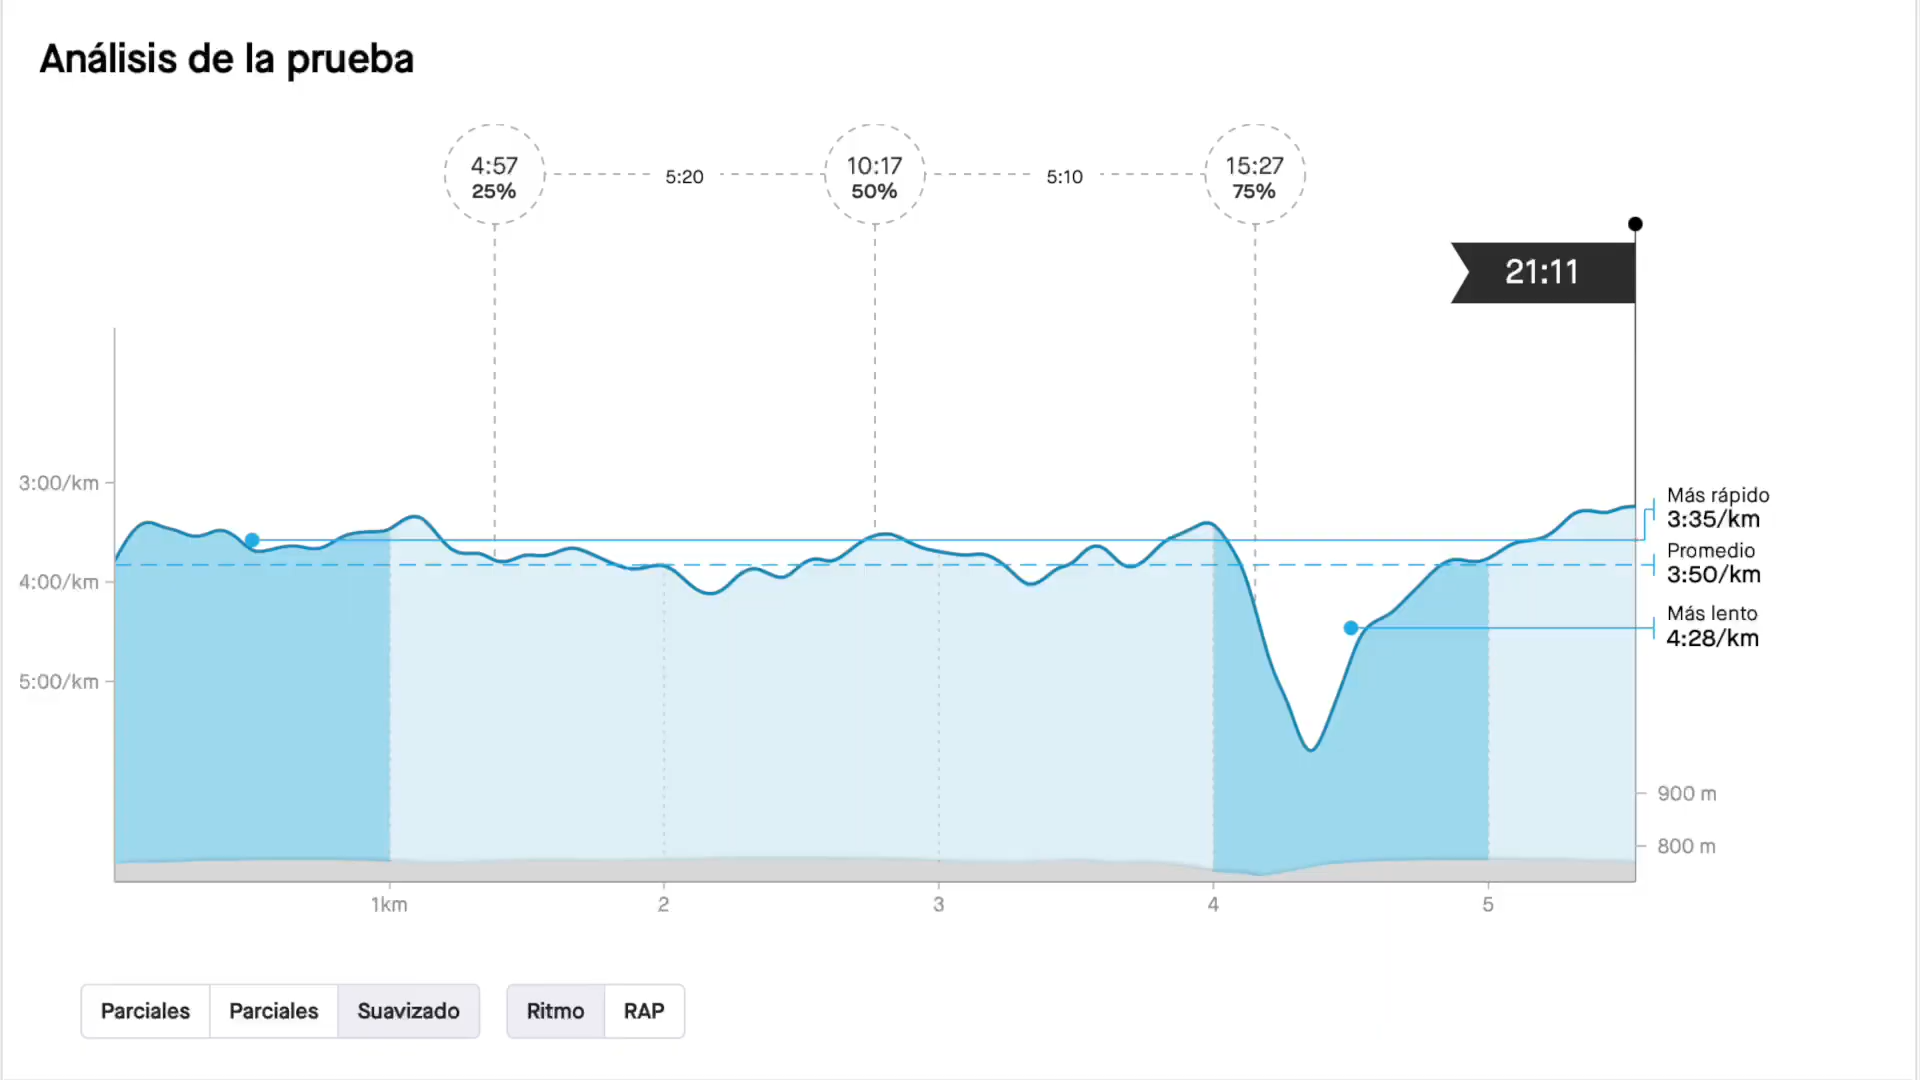 Análisis de la prueba
4:57
25%
5:20
10:17
50%
5:10
15:27
75%
21:11
3:00/km
4:00/km
5:00/km
Más rápido
3:35/km
Promedio
3:50/km
Más lento
4:28/km
900 m
800 m
1km
2
3
4
5
Parciales
Parciales
Suavizado
Ritmo
RAP